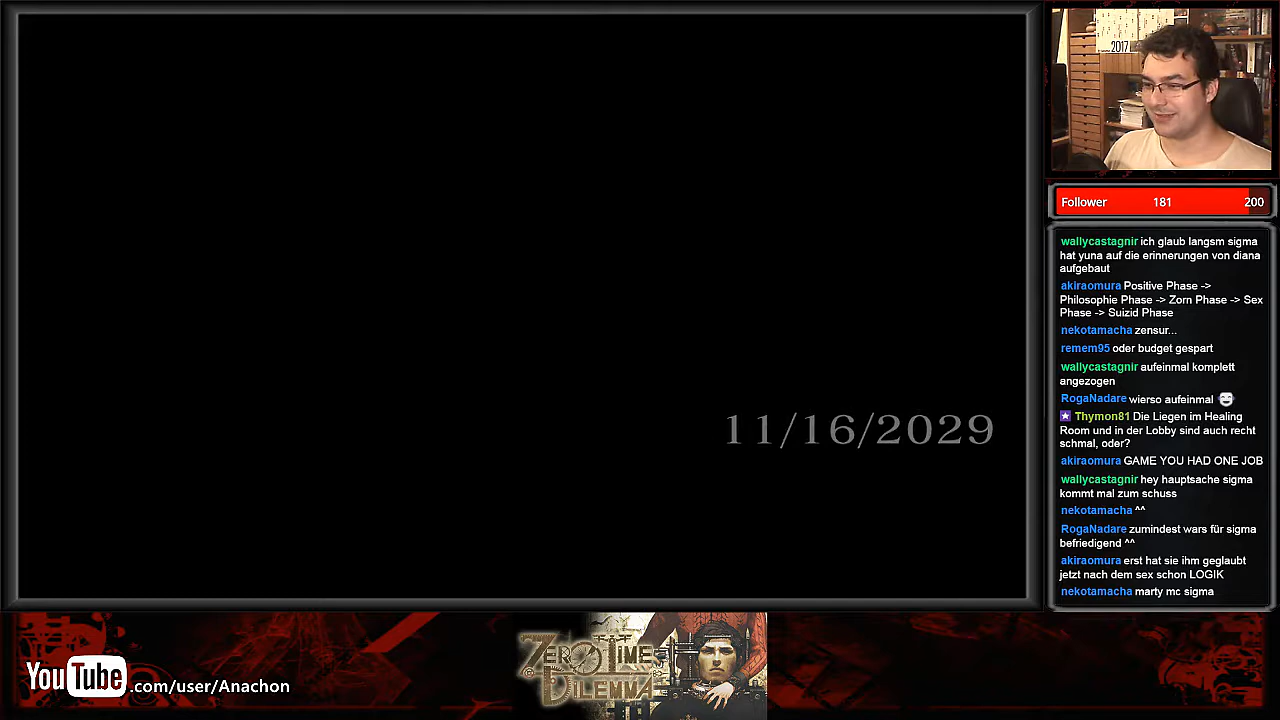 2017
Follower 181 200
wallycastagnir ich glaub langsm sigma
hat yuna auf die erinnerungen von diana
aufgebaut
akiraomura Positive Phase ->
Philosophie Phase -> Zorn Phase -> Sex
Phase -> Suizid Phase
nekotamacha zensur...
remem95 oder budget gespart
wallycastagnir aufeinmal komplett
angezogen
RogaNadare wierso aufeinmal
Thymon81 Die Liegen im Healing
Room und in der Lobby sind auch recht
schmal, oder?
akiraomura GAME YOU HAD ONE JOB
wallycastagnir hey hauptsache sigma
kommt mal zum schuss
nekotamacha ^^
RogaNadare zumindest wars für sigma
befriedigend ^^
akiraomura erst hat sie ihm geglaubt
jetzt nach dem sex schon LOGIK
nekotamacha marty mc sigma
11/16/2029
YouTube.com/user/Anachon
ZERO TIME
DILEMMA